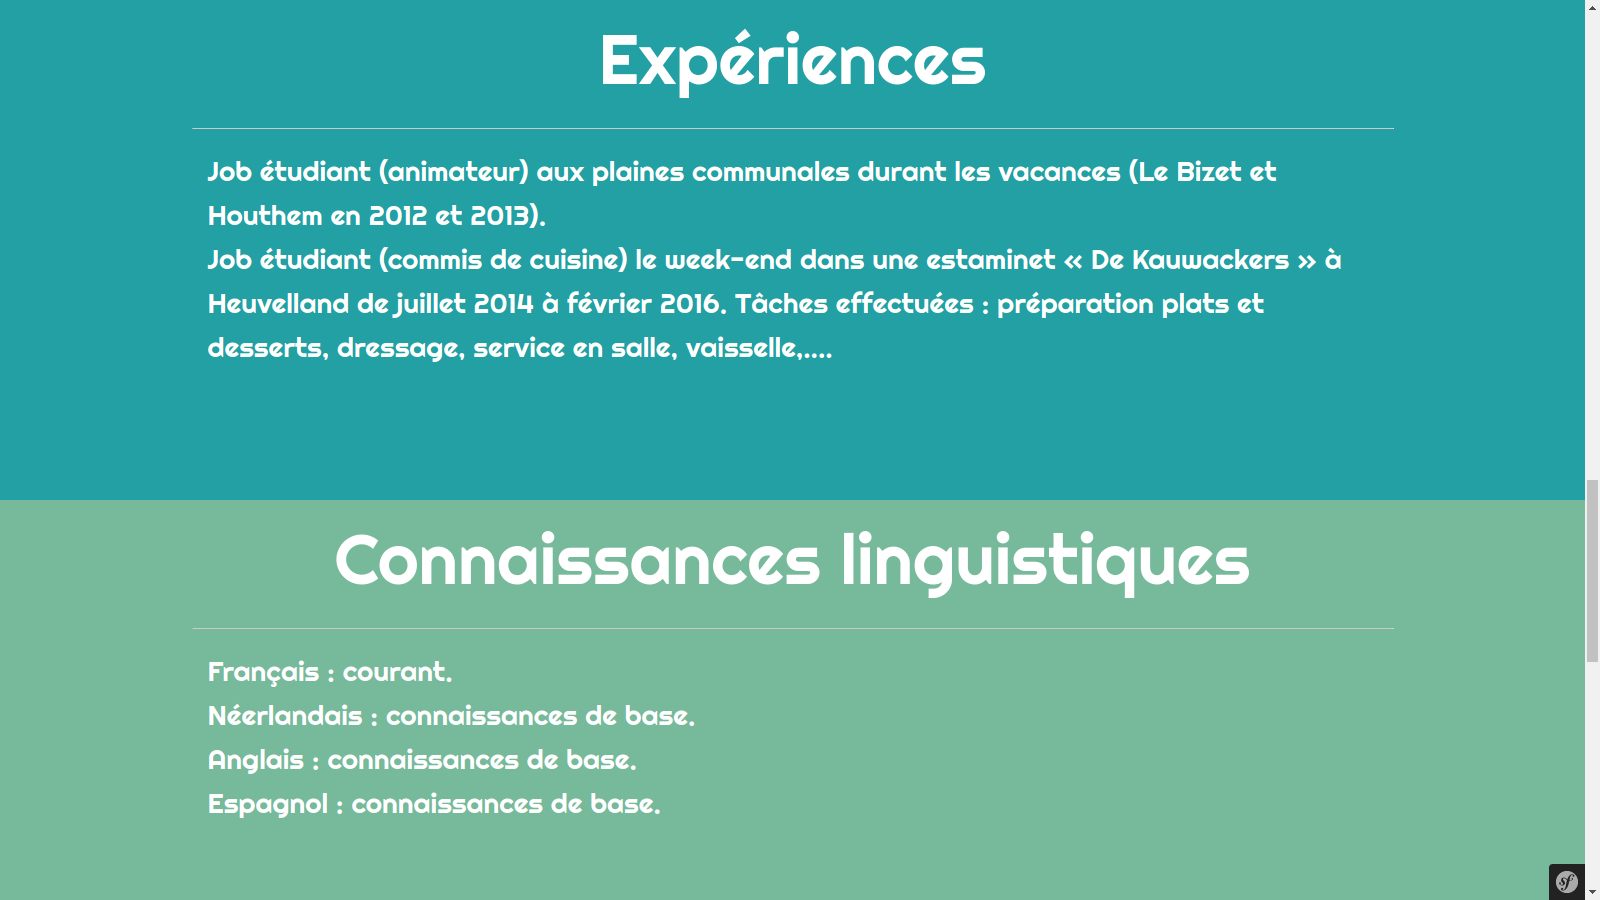 Expériences
Job étudiant (animateur) aux plaines communales durant les vacances (Le Bizet et
Houthem en 2012 et 2013).
Job étudiant (commis de cuisine) le week-end dans une estaminet « De Kauwackers » à
Heuvelland de juillet 2014 à février 2016. Tâches effectuées : préparation plats et
desserts, dressage, service en salle, vaisselle,....
Connaissances linguistiques
Français : courant.
Néerlandais : connaissances de base.
Anglais : connaissances de base.
Espagnol : connaissances de base.
sf